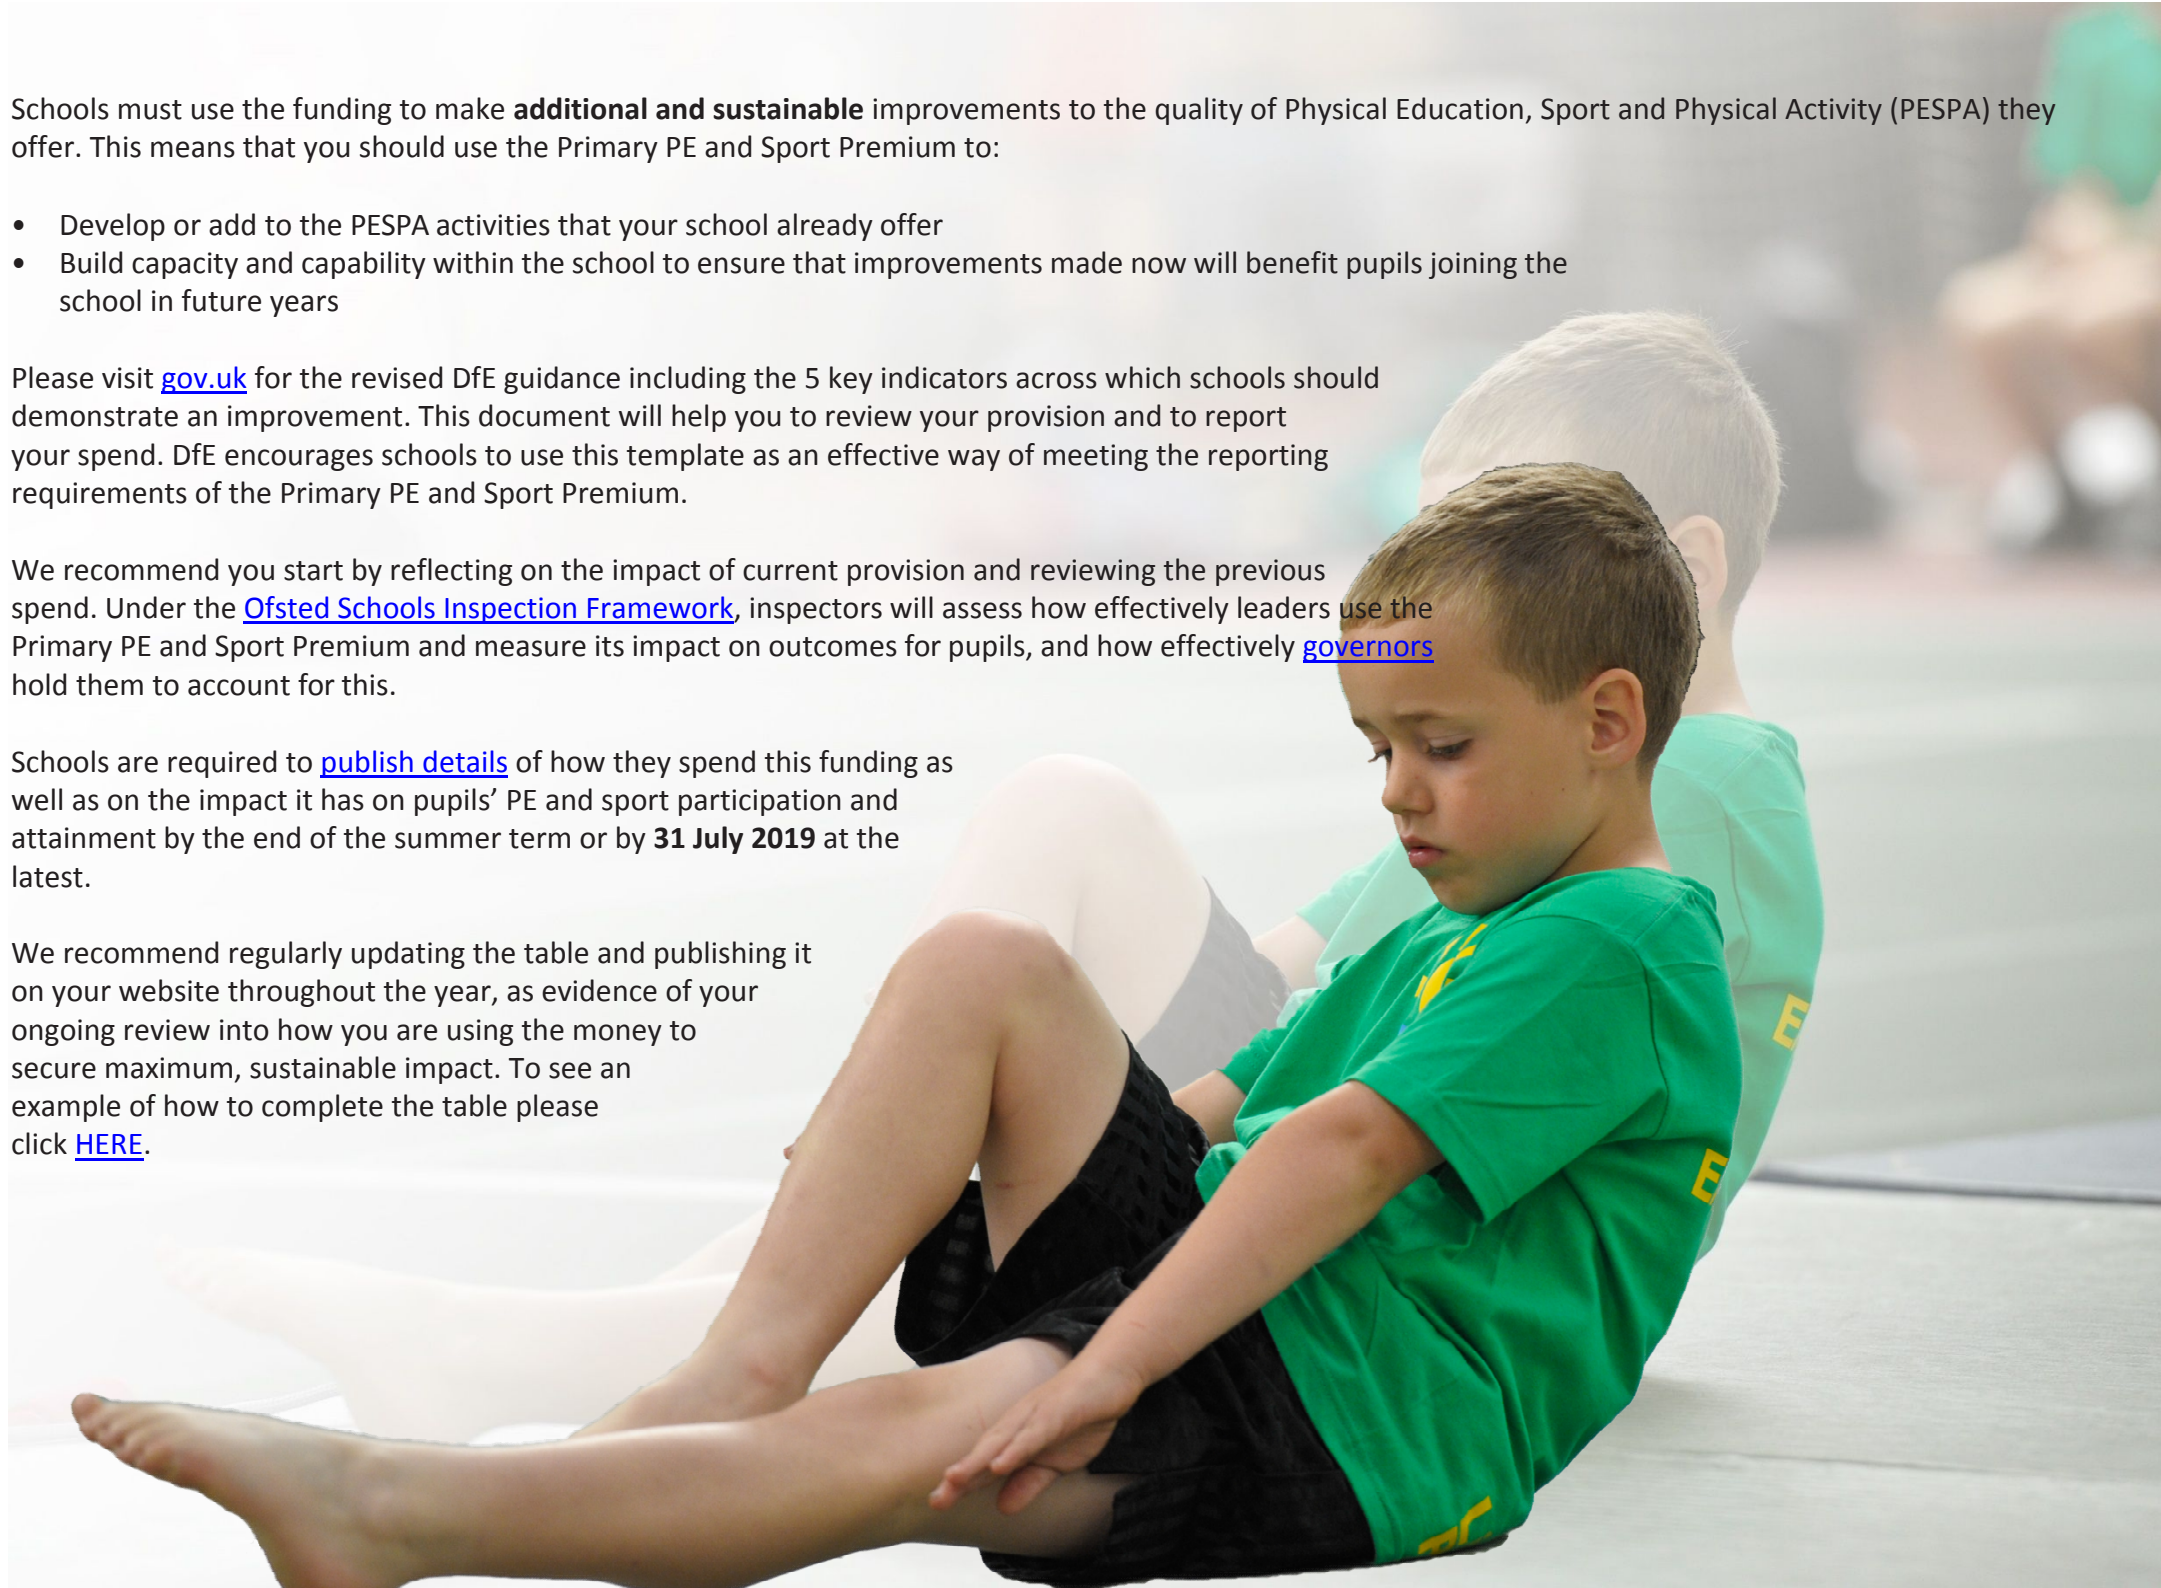 Schools must use the funding to make additional and sustainable improvements to the quality of Physical Education, Sport and Physical Activity (PESPA) they
offer. This means that you should use the Primary PE and Sport Premium to:
• Develop or add to the PESPA activities that your school already offer
• Build capacity and capability within the school to ensure that improvements made now will benefit pupils joining the
school in future years
Please visit gov.uk for the revised DfE guidance including the 5 key indicators across which schools should
demonstrate an improvement. This document will help you to review your provision and to report
your spend. DfE encourages schools to use this template as an effective way of meeting the reporting
requirements of the Primary PE and Sport Premium.
We recommend you start by reflecting on the impact of current provision and reviewing the previous
spend. Under the Ofsted Schools Inspection Framework, inspectors will assess how effectively leaders use the
Primary PE and Sport Premium and measure its impact on outcomes for pupils, and how effectively governors
hold them to account for this.
Schools are required to publish details of how they spend this funding as
well as on the impact it has on pupils’ PE and sport participation and
attainment by the end of the summer term or by 31 July 2019 at the
latest.
We recommend regularly updating the table and publishing it
on your website throughout the year, as evidence of your
ongoing review into how you are using the money to
secure maximum, sustainable impact. To see an
example of how to complete the table please
click HERE.